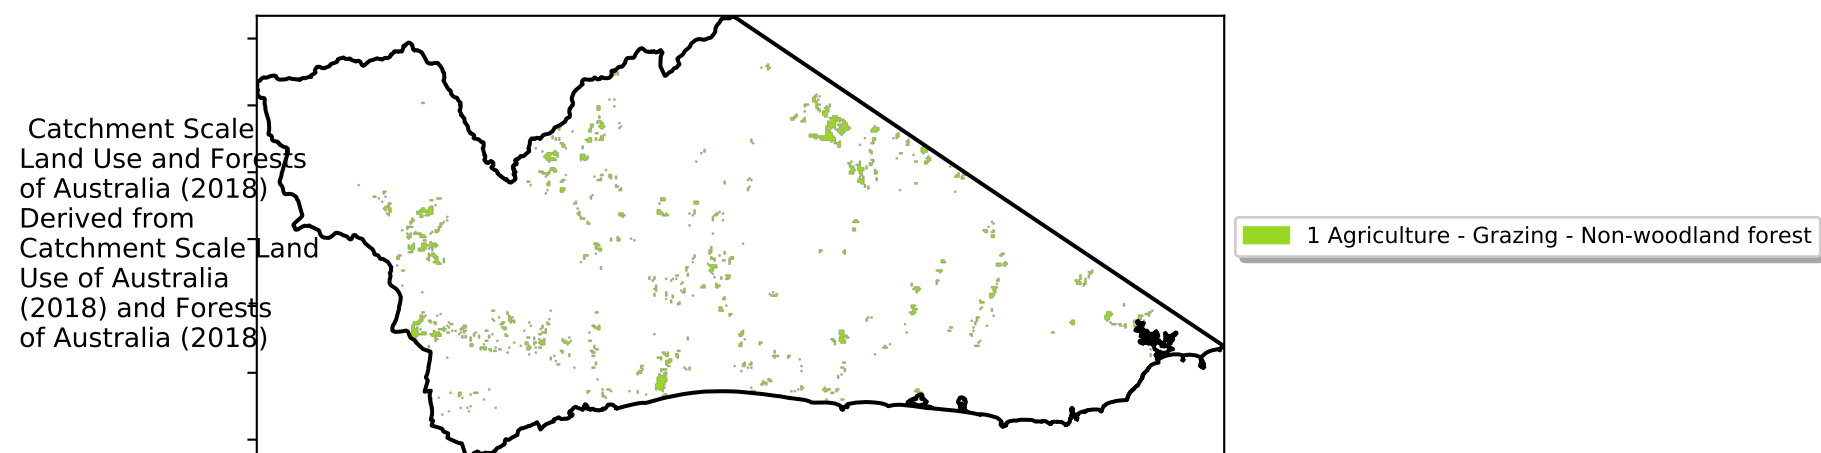 Catchment Scale
Land Use and Forests
of Australia (2018)
Derived from
Catchment Scale Land
Use of Australia
(2018) and Forests
of Australia (2018)
1 Agriculture - Grazing - Non-woodland forest